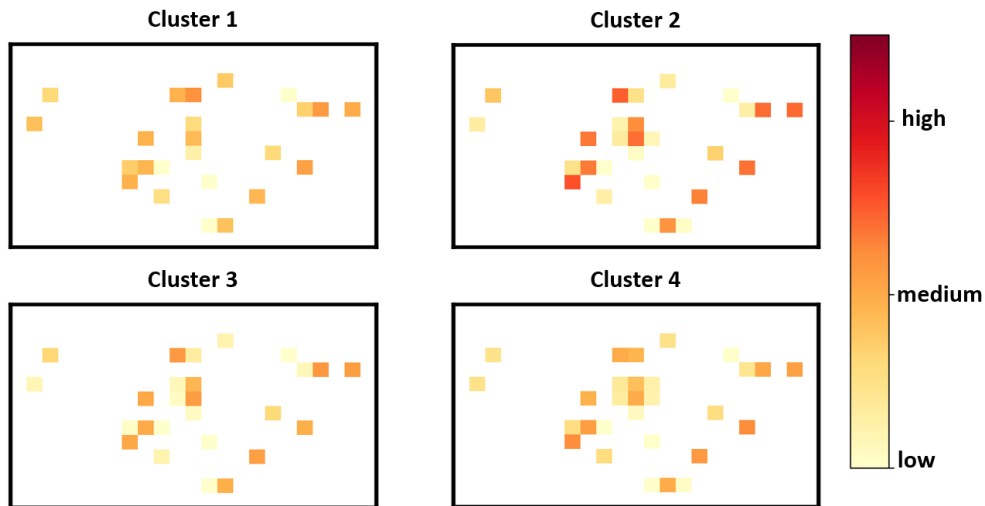 Cluster 1
Cluster 2
high
medium
Cluster 3
Cluster 4
low